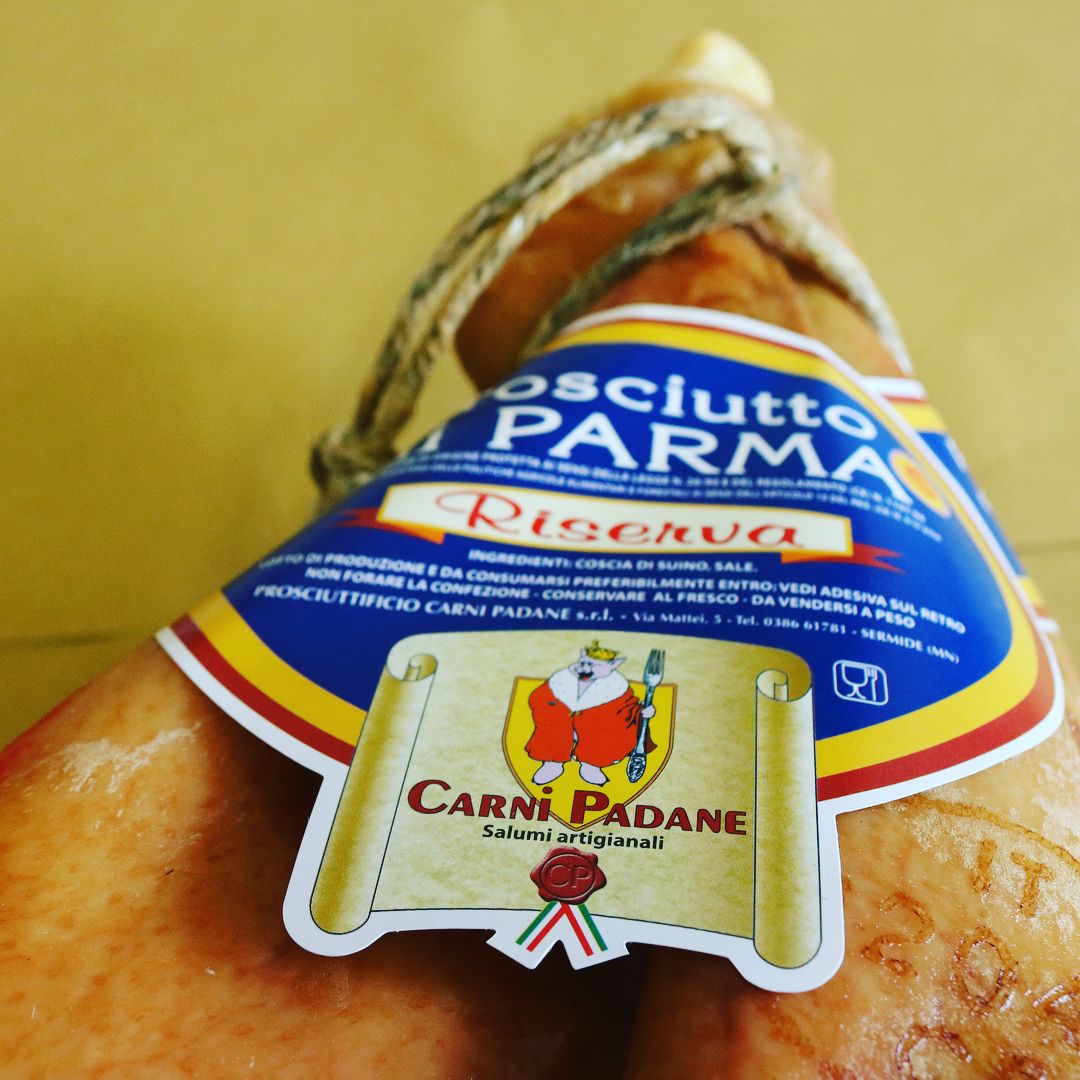 osciutto
PARMA
Riserva
INGREDIENTI: COSCIA DI SUINO, SALE.
DI PRODUZIONE E DA CONSUMARSI PREFERIBILMENTE ENTRO: VEDI ADESIVA SUL RETRO
NON FORARE LA CONFEZIONE - CONSERVARE AL FRESCO - DA VENDERSI A PESO
PROSCIUTTIFICIO CARNI PADANE s.r.l. - Via Mattei, 5 - Tel. 0386 61781 - SERMIDE (MN)
CARNI PADANE
Salumi artigianali
CP
IT